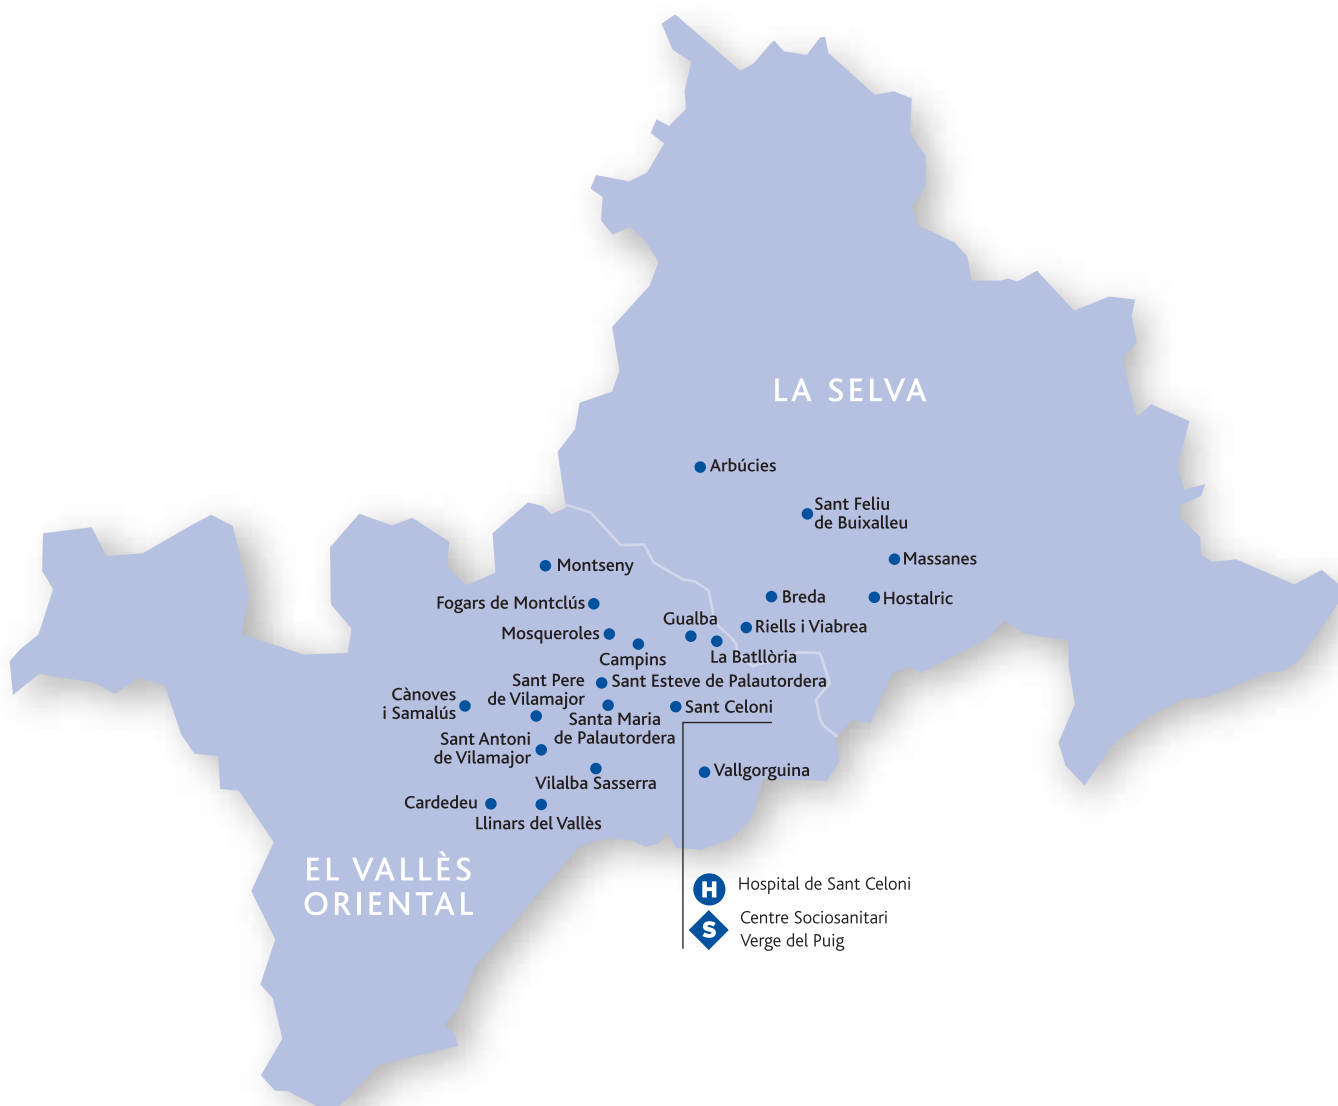 LA SELVA
Arbúcies
Sant Feliu
de Buixalleu
Massanes
Montseny
Breda
Hostalric
Fogars de Montclús
Gualba
Riells i Viabrea
Mosqueroles
La Batllòria
Campins
Sant Pere
de Vilamajor
Sant Esteve de Palautordera
Cànoves
i Samalús
Sant Celoni
Santa Maria
de Palautordera
Sant Antoni
de Vilamajor
Vallgorguina
Vilalba Sasserra
Cardedeu
Llinars del Vallès
EL VALLÈS
ORIENTAL
H Hospital de Sant Celoni
S Centre Sociosanitari
Verge del Puig